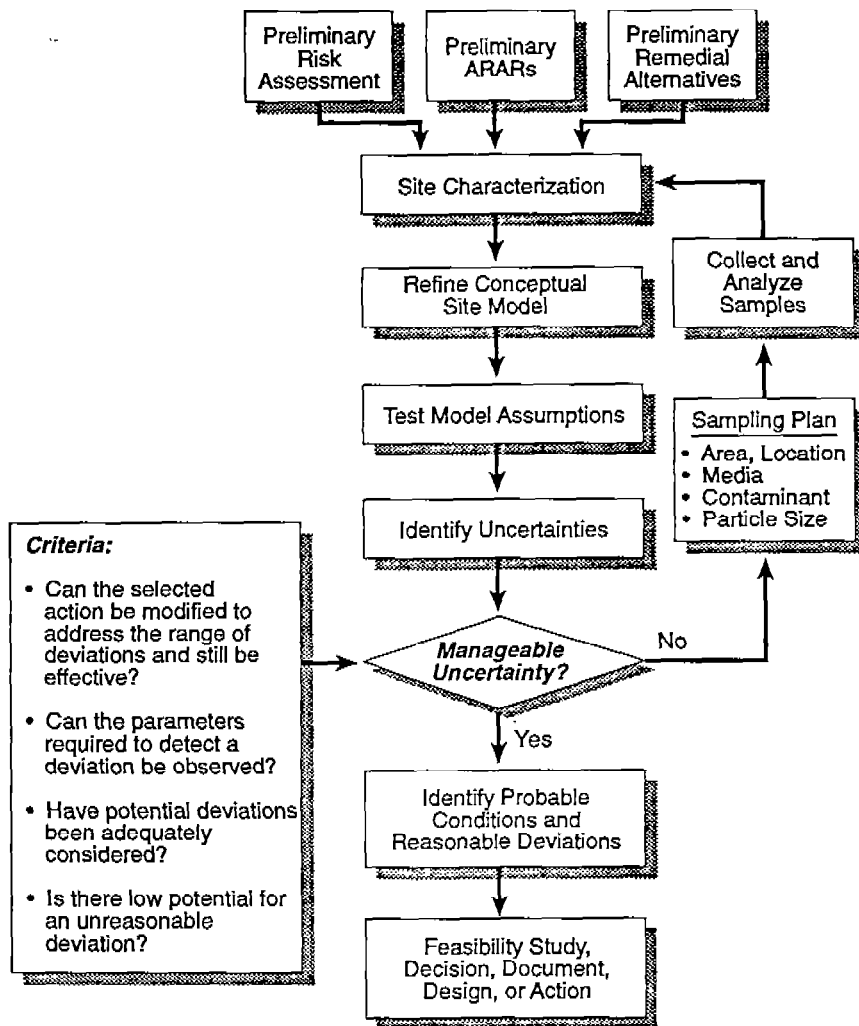 Preliminary
Risk
Assessment
Preliminary
ARARs
Preliminary
Remedial
Alternatives
Site Characterization
Refine Conceptual
Site Model
Collect and
Analyze
Samples
Test Model Assumptions
Sampling Plan
• Area, Location
• Media
• Contaminant
• Particle Size
Identify Uncertainties
Criteria:
• Can the selected
action be modified to
address the range of
deviations and still be
effective?
• Can the parameters
required to detect a
deviation be observed?
• Have potential deviations
been adequately
considered?
• Is there low potential for
an unreasonable
deviation?
Manageable
Uncertainty?
No
Yes
Identify Probable
Conditions and
Reasonable Deviations
Feasibility Study,
Decision, Document,
Design, or Action